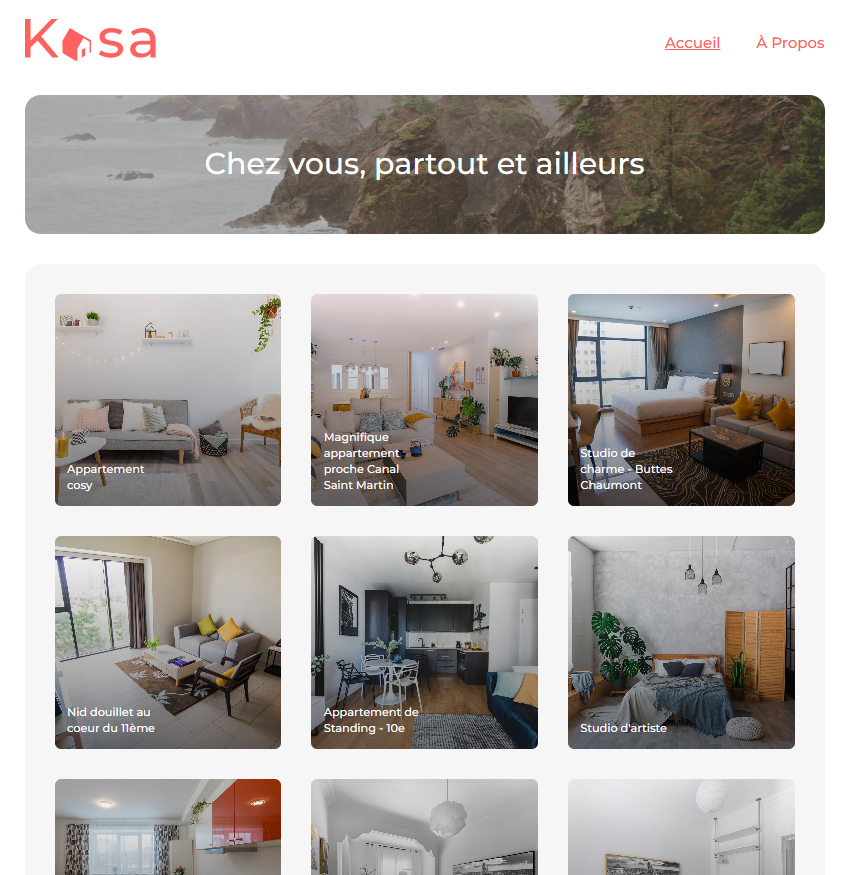 Kasa
Accueil
À Propos
Chez vous, partout et ailleurs
Appartement
cosy
Magnifique
appartement
proche Canal
Saint Martin
Studio de
charme - Buttes
Chaumont
Nid douillet au
coeur du 11ème
Appartement de
Standing - 10e
Studio d'artiste